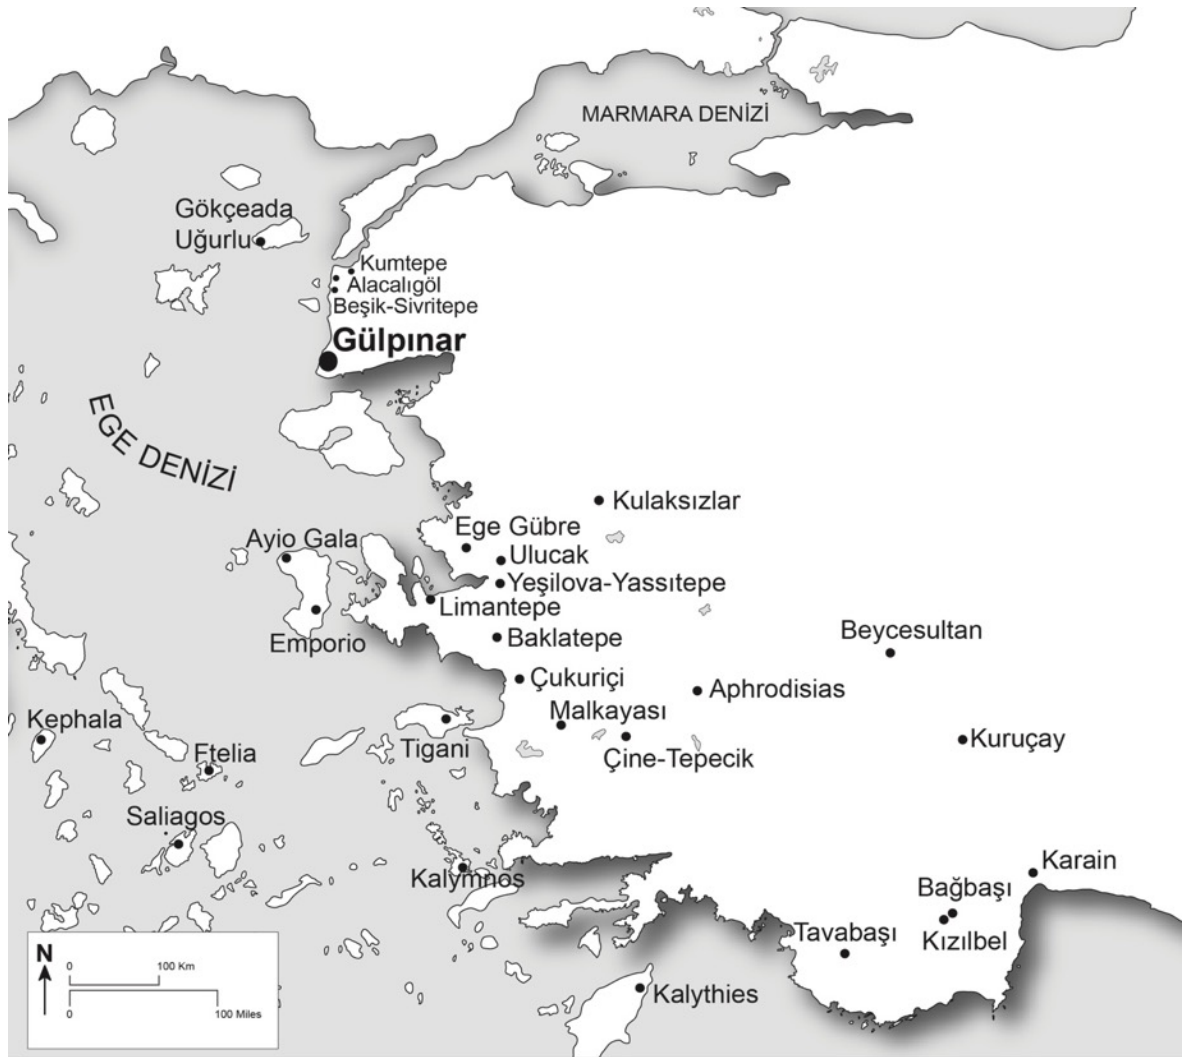 MARMARA DENİZİ
Gökçeada
Uğurlu
Kumtepe
Alacalıgöl
Beşik-Sivritepe
Gülpınar
EGE DENİZİ
Kulaksızlar
Ege Gübre
Ayio Gala
Ulucak
Yeşilova-Yassıtepe
Limantepe
Emporio
Baklatepe
Beycesultan
Çukuriçi
Aphrodisias
Malkayası
Kephala
Tigani
Kuruçay
Ftelia
Çine-Tepecik
Saliagos
Kalymnos
Karain
Bağbaşı
Tavabaşı
Kızılbel
Kalythies
N
0 100 Km
0 100 Miles